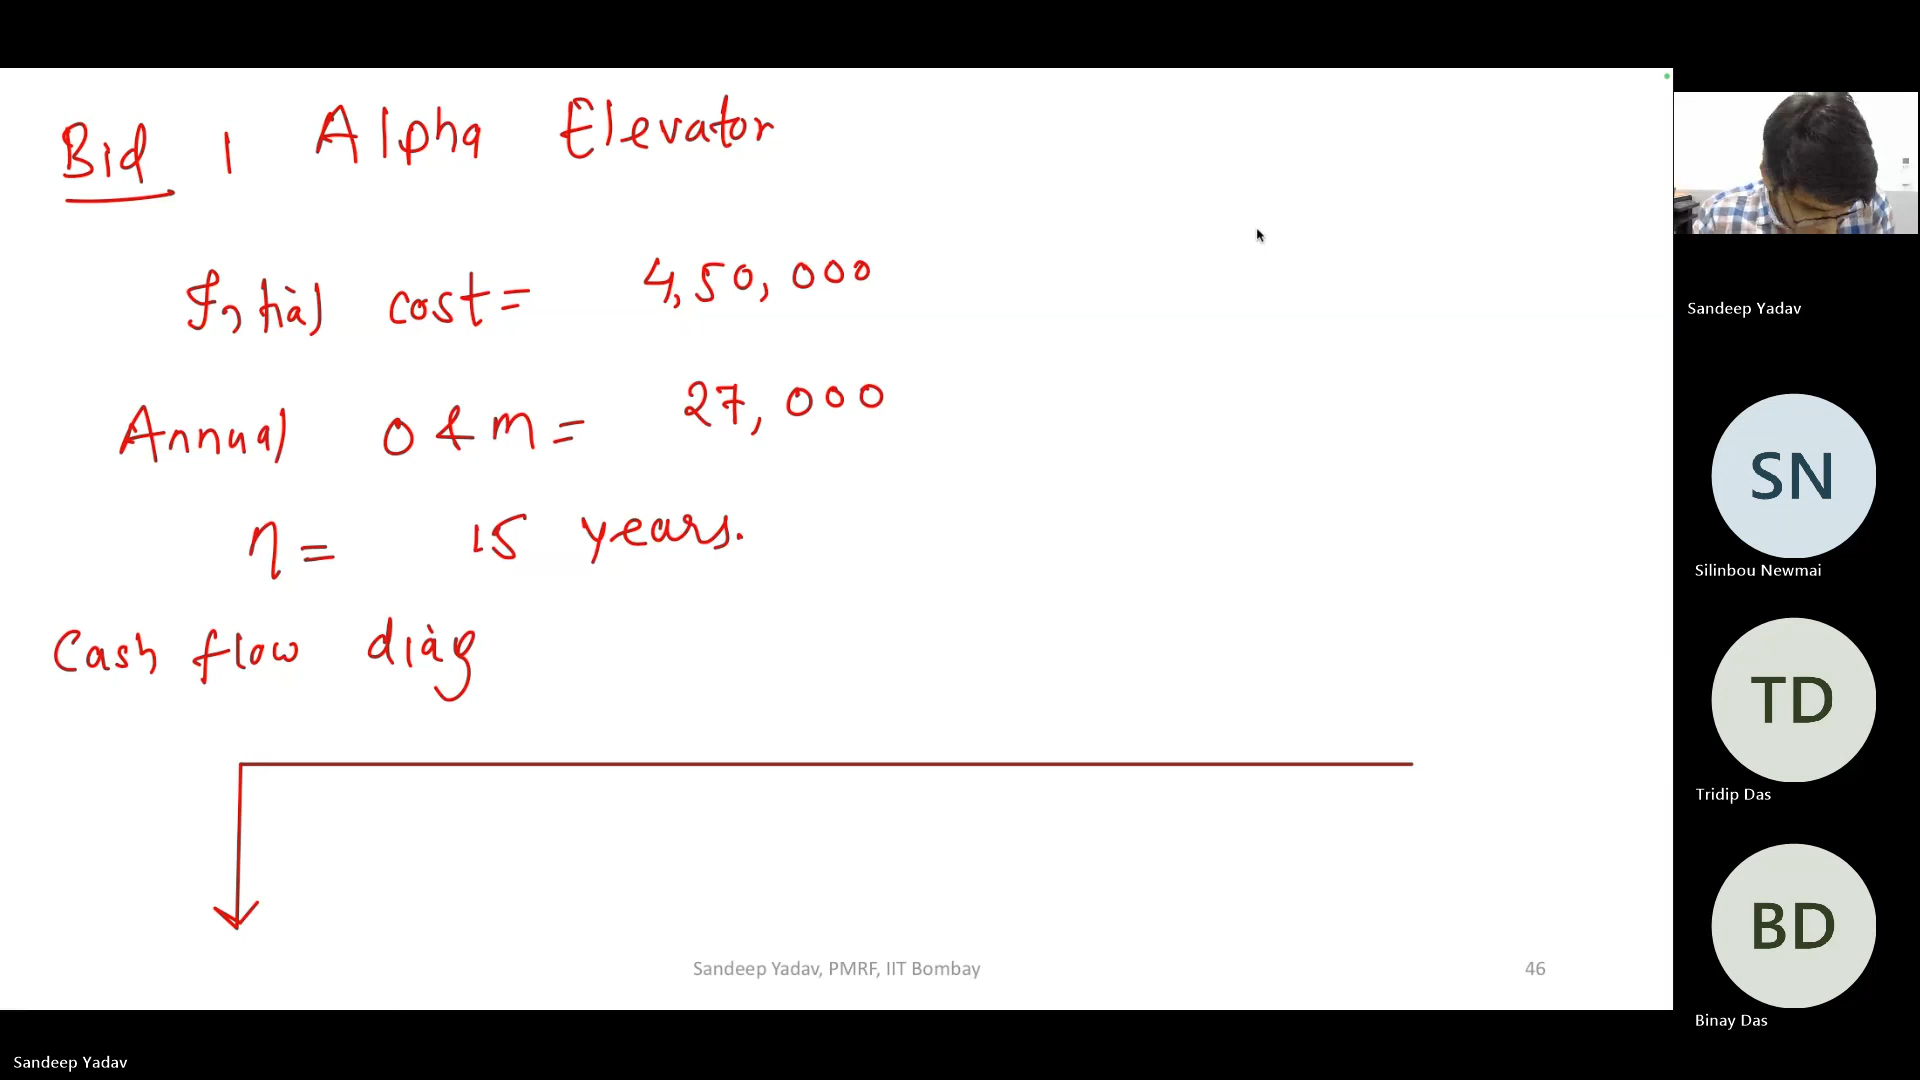 Bid 1 Alpha Elevator
Initial cost = 4,50,000
Annual O & m = 27,000
n = 15 years.
Cash flow diag
Sandeep Yadav, PMRF, IIT Bombay
46
Sandeep Yadav
SN
Silinbou Newmai
TD
Tridip Das
BD
Binay Das
Sandeep Yadav